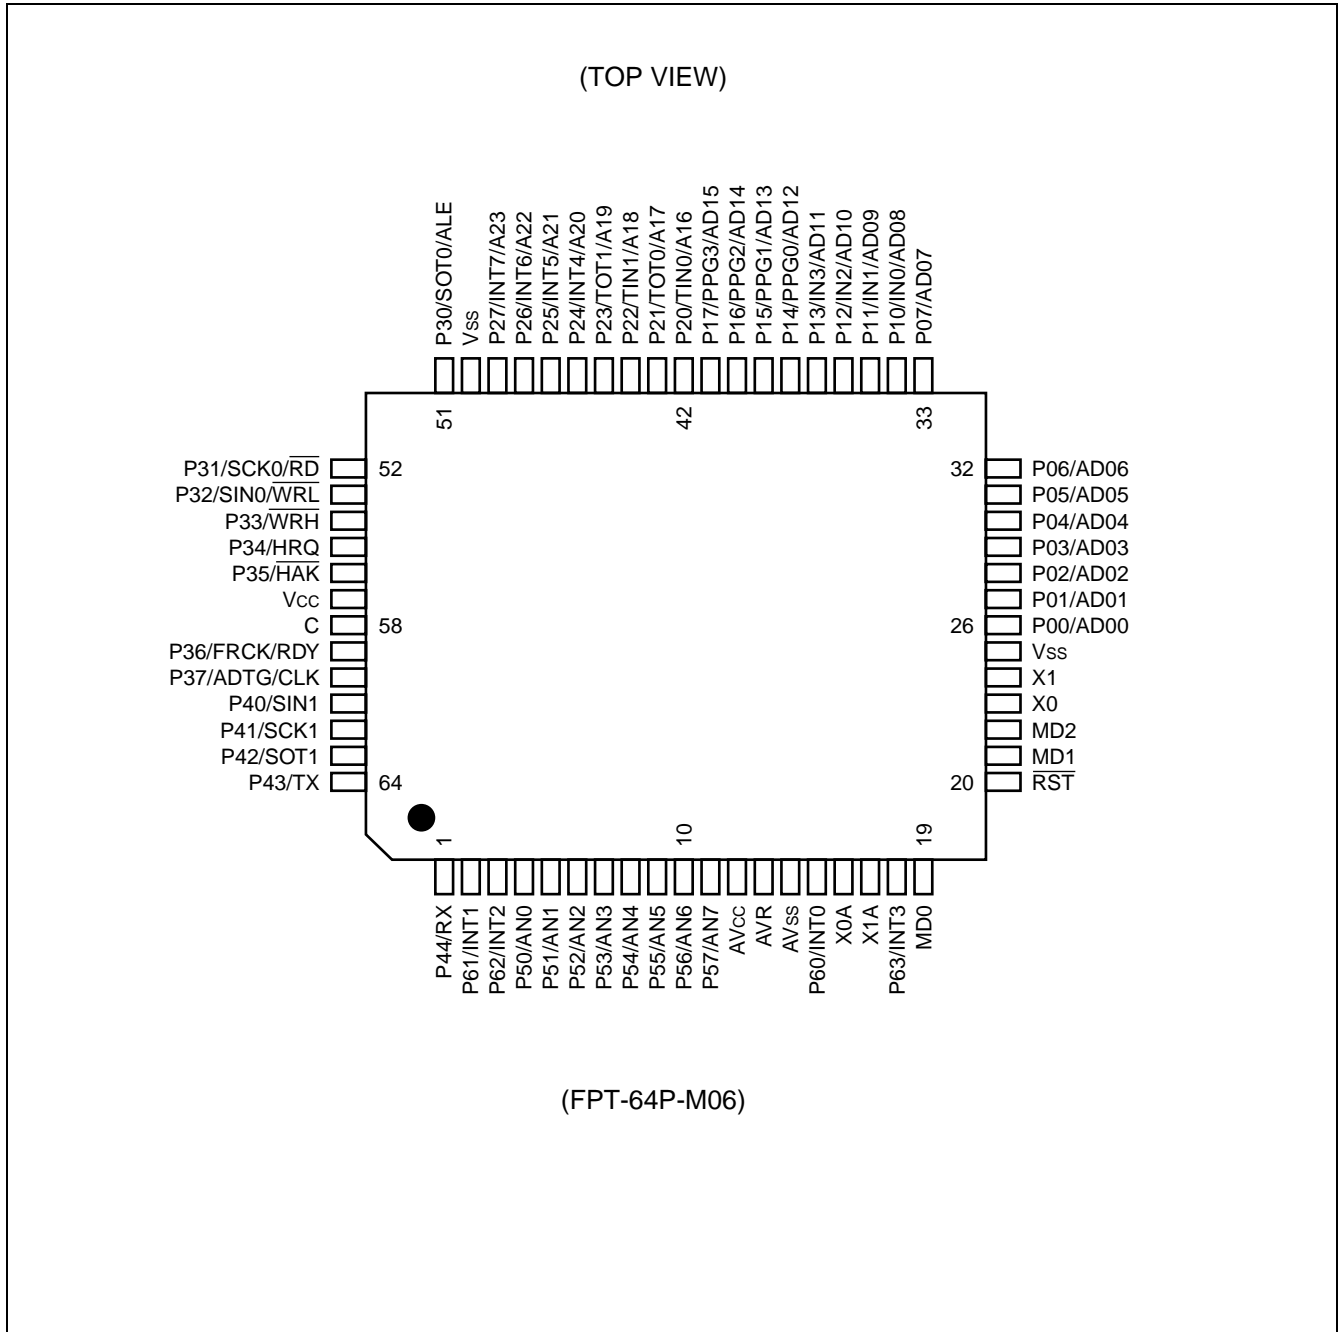 (TOP VIEW)
P30/SOT0/ALE
Vss
P27/INT7/A23
P26/INT6/A22
P25/INT5/A21
P24/INT4/A20
P23/TOT1/A19
P22/TIN1/A18
P21/TOT0/A17
P20/TIN0/A16
P17/PPG3/AD15
P16/PPG2/AD14
P15/PPG1/AD13
P14/PPG0/AD12
P13/IN3/AD11
P12/IN2/AD10
P11/IN1/AD09
P10/IN0/AD08
P07/AD07
51
42
33
P31/SCK0/RD
52
P32/SIN0/WRL
P33/WRH
P34/HRQ
P35/HAK
Vcc
C
58
P36/FRCK/RDY
P37/ADTG/CLK
P40/SIN1
P41/SCK1
P42/SOT1
P43/TX
64
32
P06/AD06
P05/AD05
P04/AD04
P03/AD03
P02/AD02
P01/AD01
26
P00/AD00
Vss
X1
X0
MD2
MD1
20
RST
1
10
19
P44/RX
P61/INT1
P62/INT2
P50/AN0
P51/AN1
P52/AN2
P53/AN3
P54/AN4
P55/AN5
P56/AN6
P57/AN7
AVcc
AVR
AVss
P60/INT0
X0A
X1A
P63/INT3
MD0
(FPT-64P-M06)